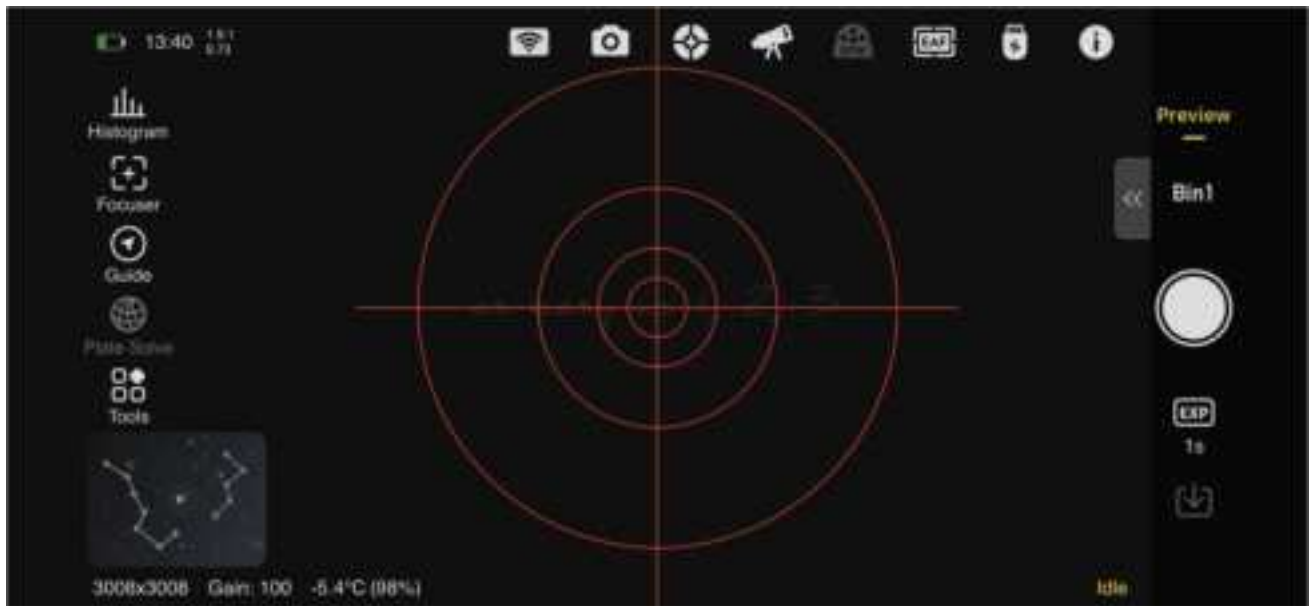 13:40
EAF
Histogram
Focuser
Guide
Plate-Solve
Tools
Preview
Bin1
EXP
1s
3008x3008 Gain: 100 -5.4°C (98%)
Idle